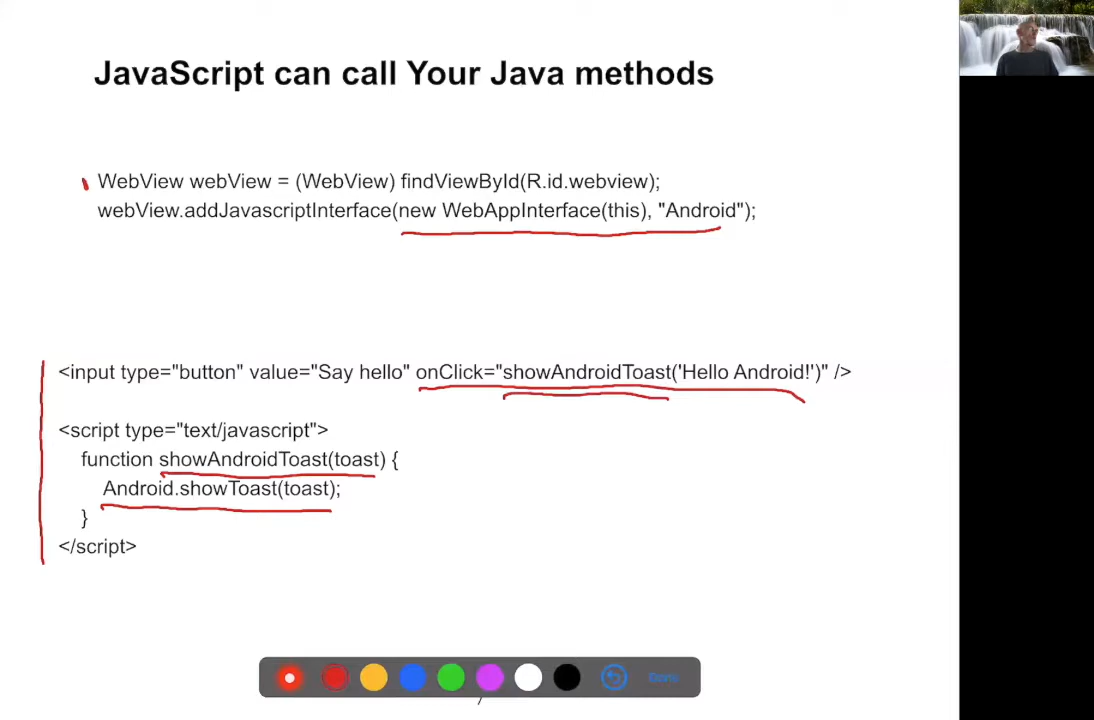 JavaScript can call Your Java methods
WebView webView = (WebView) findViewById(R.id.webview);
webView.addJavascriptInterface(new WebAppInterface(this), "Android");
<input type="button" value="Say hello" onClick="showAndroidToast('Hello Android!')" />
<script type="text/javascript">
function showAndroidToast(toast) {
Android.showToast(toast);
}
</script>
Done